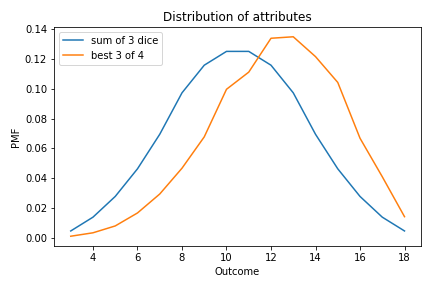 Distribution of attributes
sum of 3 dice
best 3 of 4
0.14
0.12
0.10
0.08
0.06
0.04
0.02
0.00
PMF
4 6 8 10 12 14 16 18
Outcome